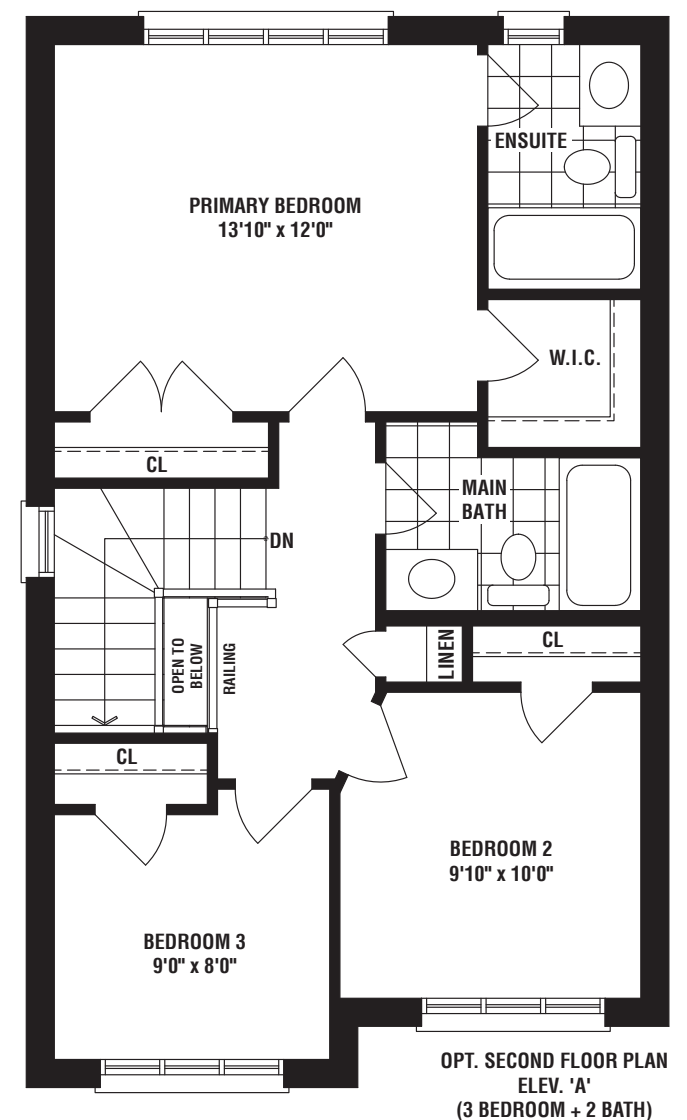 ENSUITE
PRIMARY BEDROOM
13'10" x 12'0"
W.I.C.
CL
MAIN
BATH
DN
OPEN TO
BELOW
RAILING
LINEN
CL
CL
BEDROOM 2
9'10" x 10'0"
BEDROOM 3
9'0" x 8'0"
OPT. SECOND FLOOR PLAN
ELEV. 'A'
(3 BEDROOM + 2 BATH)